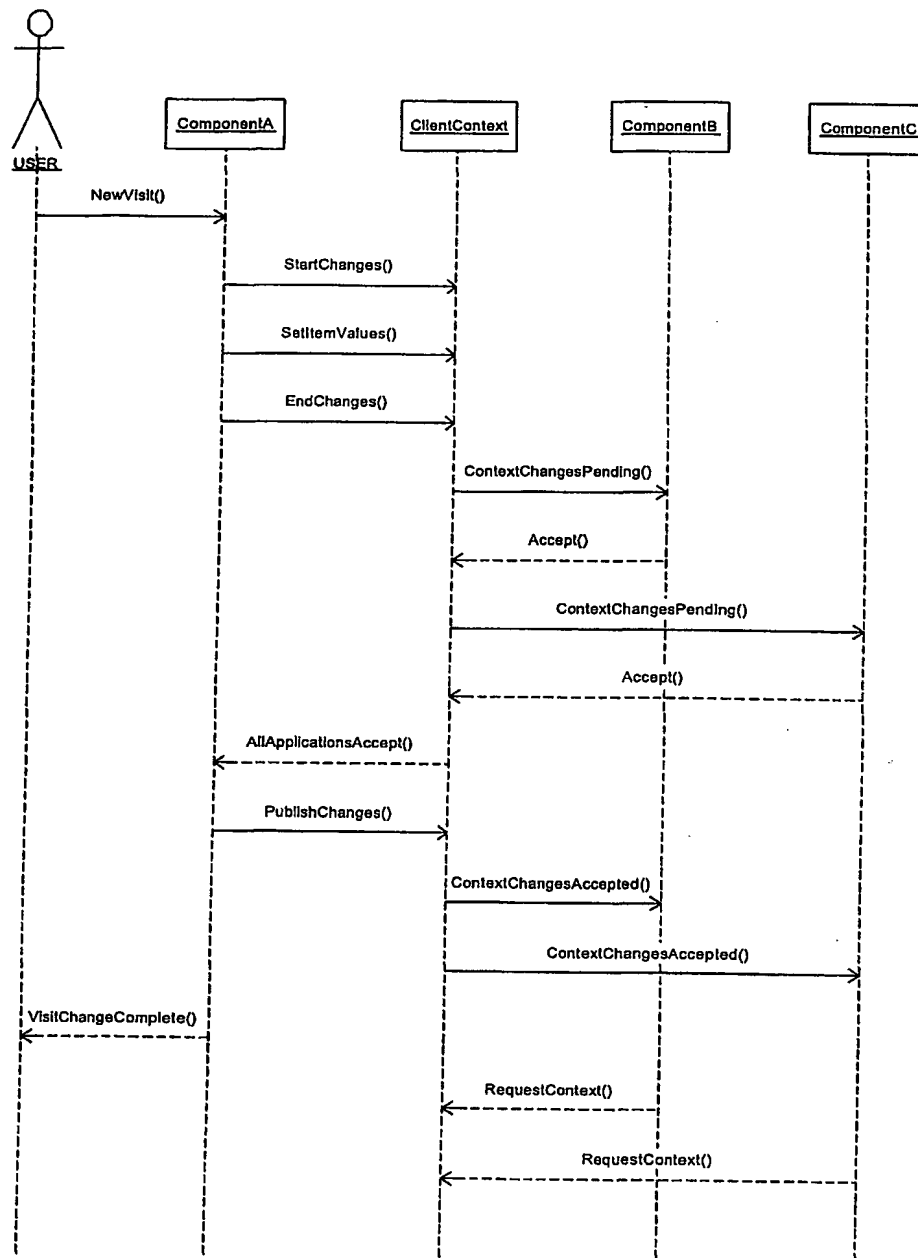 ComponentA
ClientContext
ComponentB
ComponentC
USER
NewVisit()
StartChanges()
SetItemValues()
EndChanges()
ContextChangesPending()
Accept()
ContextChangesPending()
Accept()
AllApplicationsAccept()
PublishChanges()
ContextChangesAccepted()
ContextChangesAccepted()
VisitChangeComplete()
RequestContext()
RequestContext()